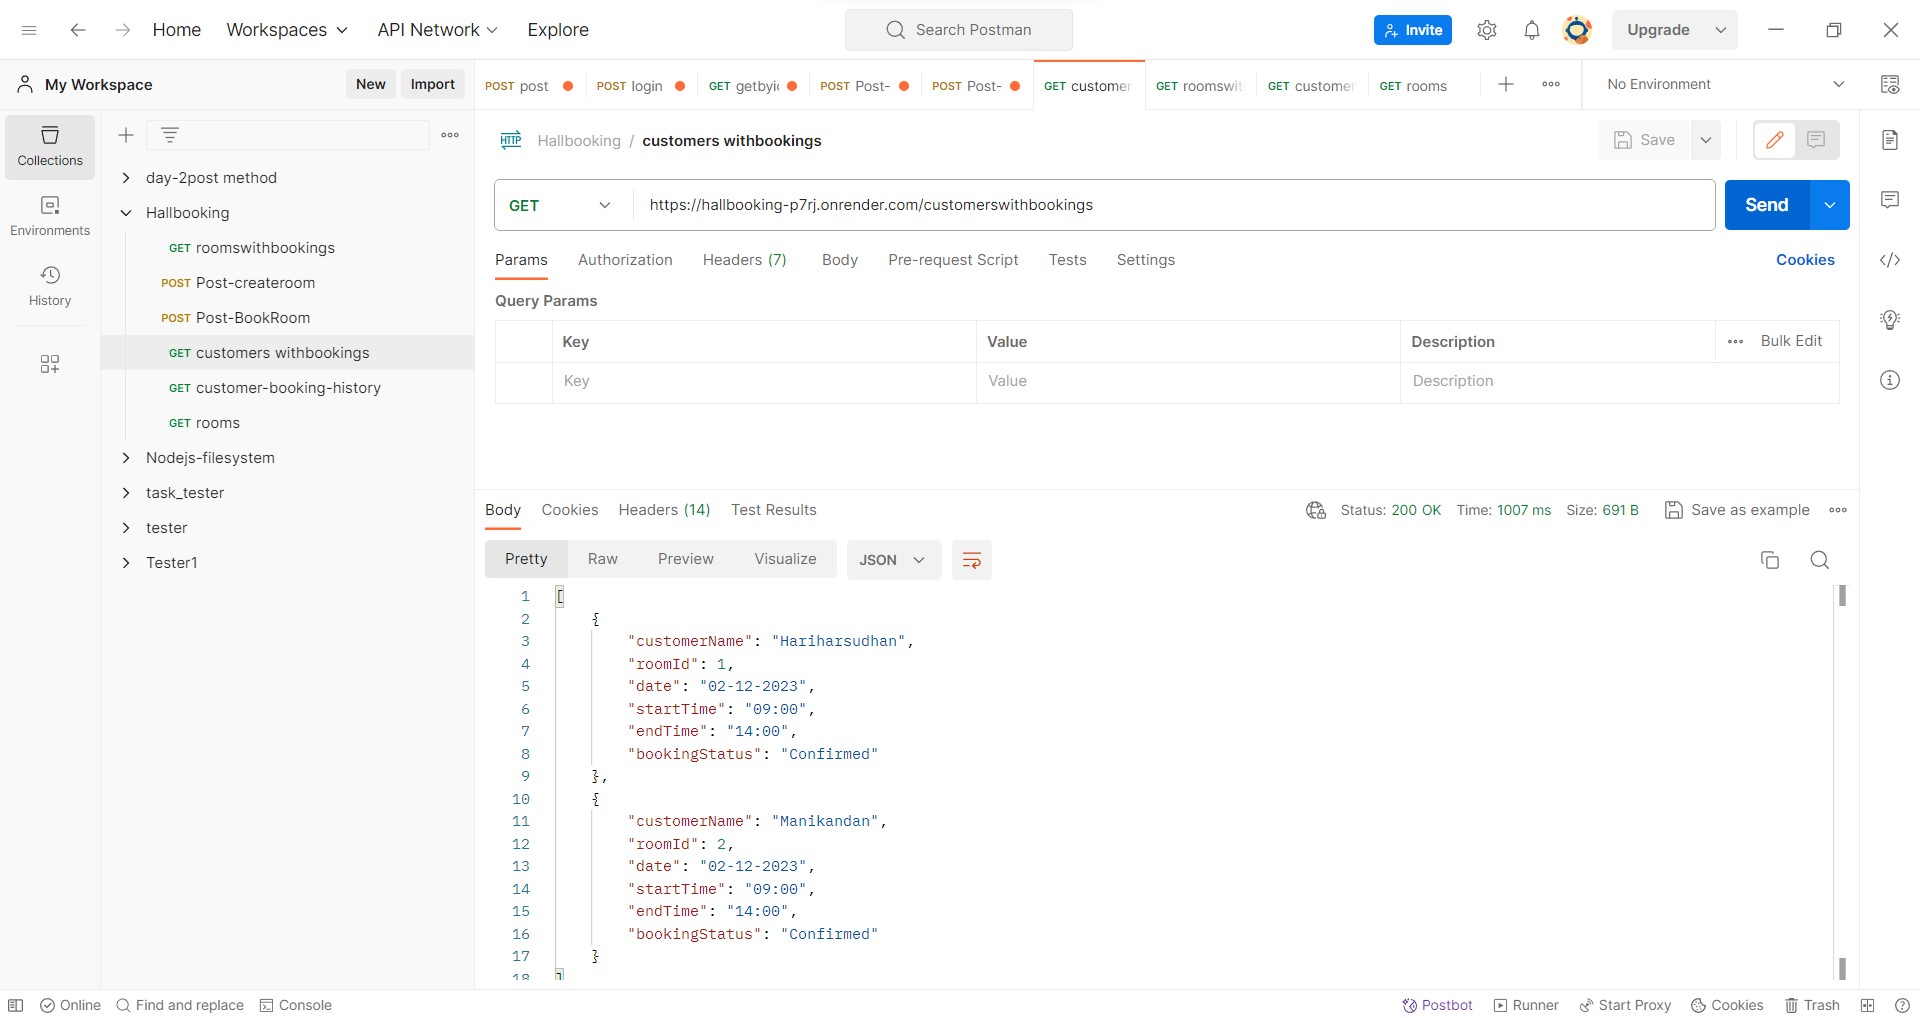 Home Workspaces API Network Explore Search Postman Invite Upgrade
My Workspace New Import
POST post GET login GET getbyi POST Post- POST Post- GET customer GET roomswit GET customer GET rooms No Environment
Collections
Environments
History
day-2post method
Hallbooking
GET roomswithbookings
POST Post-createroom
POST Post-BookRoom
GET customers withbookings
GET customer-booking-history
GET rooms
Nodejs-filesystem
task_tester
tester
Tester1
HTTP Hallbooking / customers withbookings Save
GET https://hallbooking-p7rj.onrender.com/customerswithbookings Send
Params Authorization Headers (7) Body Pre-request Script Tests Settings Cookies
Query Params
Key Value Description Bulk Edit
Key Value Description
Body Cookies Headers (14) Test Results Status: 200 OK Time: 1007 ms Size: 691 B Save as example
Pretty Raw Preview Visualize JSON
1 [
2 {
3 "customerName": "Hariharsudhan",
4 "roomId": 1,
5 "date": "02-12-2023",
6 "startTime": "09:00",
7 "endTime": "14:00",
8 "bookingStatus": "Confirmed"
9 },
10 {
11 "customerName": "Manikandan",
12 "roomId": 2,
13 "date": "02-12-2023",
14 "startTime": "09:00",
15 "endTime": "14:00",
16 "bookingStatus": "Confirmed"
17 }
18 ]
Online Find and replace Console Postbot Runner Start Proxy Cookies Trash